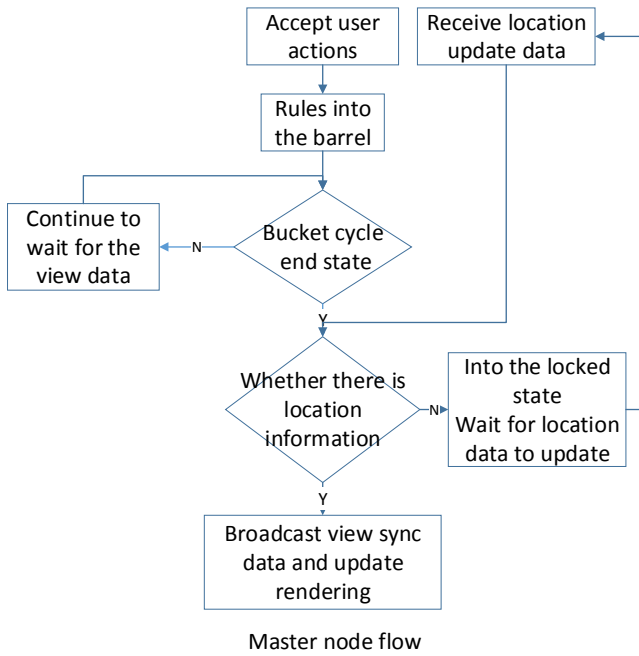 Accept user
actions
Receive location
update data
Rules into
the barrel
Continue to
wait for the
view data
N
Bucket cycle
end state
Y
Whether there is
location
information
N
Into the locked
state
Wait for location
data to update
Y
Broadcast view sync
data and update
rendering
Master node flow